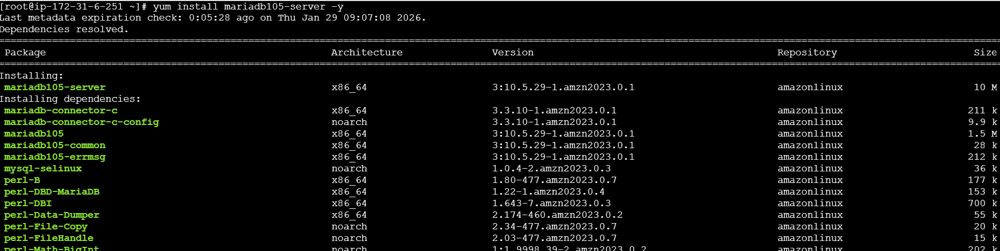 [root@ip-172-31-6-251 ~]# yum install mariadb105-server -y
Last metadata expiration check: 0:05:28 ago on Thu Jan 29 09:07:08 2026.
Dependencies resolved.
Package Architecture Version Repository Size
Installing:
mariadb105-server x86_64 3:10.5.29-1.amzn2023.0.1 amazonlinux 10 M
Installing dependencies:
mariadb-connector-c x86_64 3.3.10-1.amzn2023.0.1 amazonlinux 211 k
mariadb-connector-c-config noarch 3.3.10-1.amzn2023.0.1 amazonlinux 9.9 k
mariadb105 x86_64 3:10.5.29-1.amzn2023.0.1 amazonlinux 1.5 M
mariadb105-common x86_64 3:10.5.29-1.amzn2023.0.1 amazonlinux 28 k
mariadb105-errmsg x86_64 3:10.5.29-1.amzn2023.0.1 amazonlinux 212 k
mysql-selinux noarch 1.0.4-2.amzn2023.0.3 amazonlinux 36 k
perl-B x86_64 1.80-477.amzn2023.0.7 amazonlinux 177 k
perl-DBD-MariaDB x86_64 1.22-1.amzn2023.0.4 amazonlinux 153 k
perl-DBI x86_64 1.643-7.amzn2023.0.3 amazonlinux 700 k
perl-Data-Dumper x86_64 2.174-460.amzn2023.0.2 amazonlinux 55 k
perl-File-Copy noarch 2.34-477.amzn2023.0.7 amazonlinux 20 k
perl-FileHandle noarch 2.03-477.amzn2023.0.7 amazonlinux 15 k
perl-Math-BigInt noarch 1:1.9998.39-2.amzn2023.0.2 amazonlinux 202 k